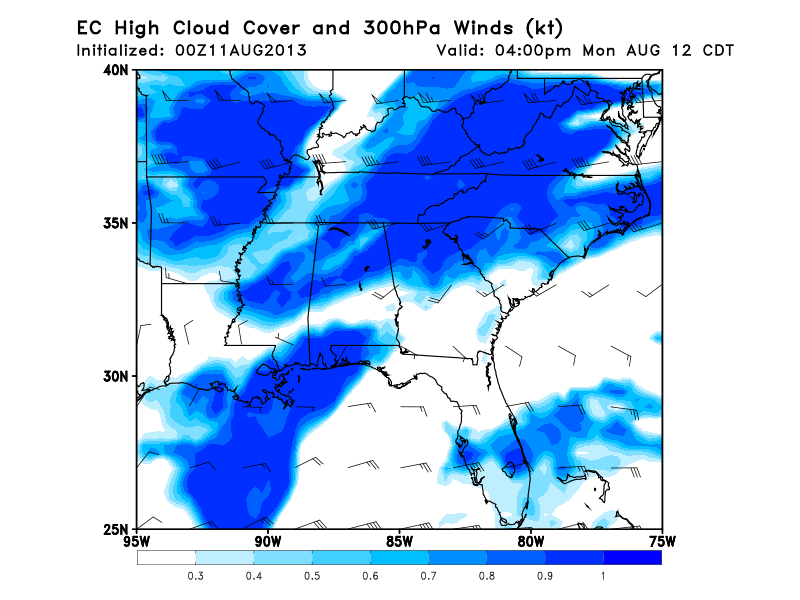 EC High Cloud Cover and 300hPa Winds (kt)
Initialized: 00Z11AUG2013 Valid: 04:00pm Mon AUG 12 CDT
40N
35N
30N
25N
95W 90W 85W 80W 75W
0.3 0.4 0.5 0.6 0.7 0.8 0.9 1